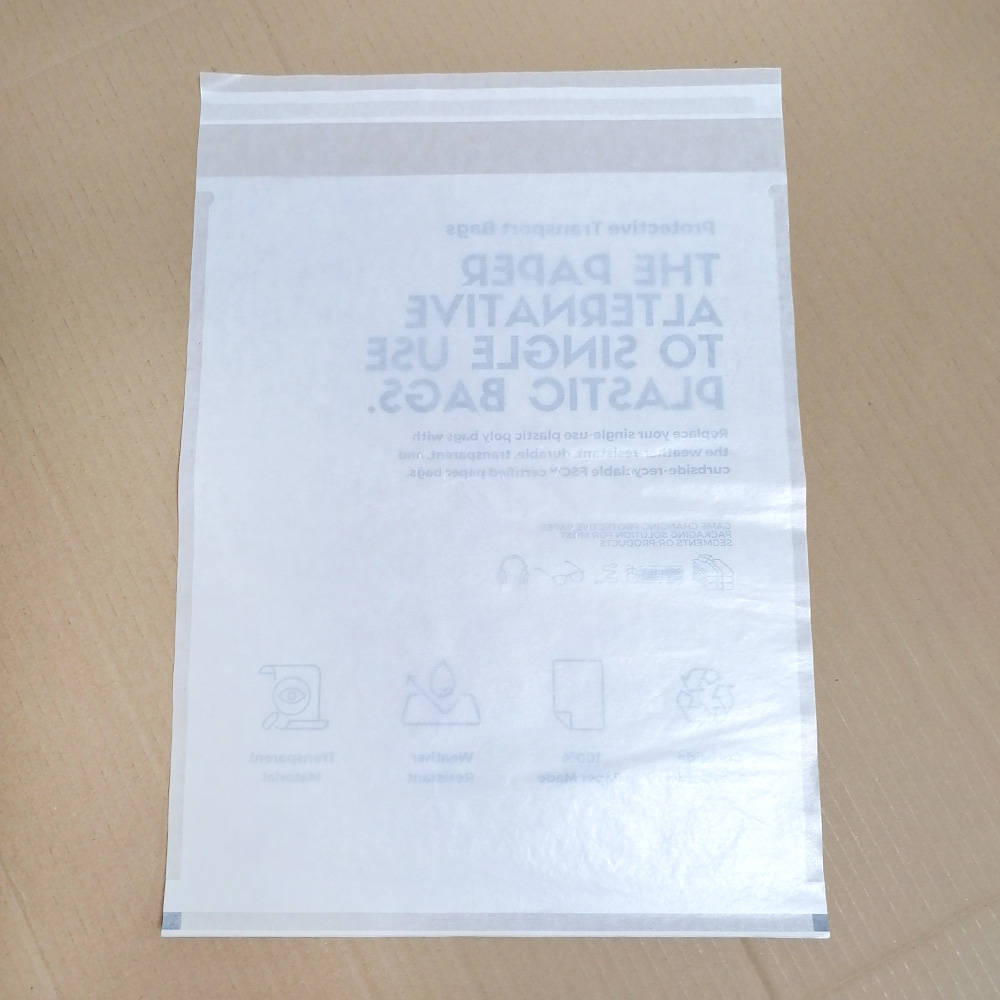 Protective Transport Bags
THE PAPER
ALTERNATIVE
TO SINGLE USE
PLASTIC BAGS.
Replace your single-use plastic poly bags with
the weather-resistant, durable, transparent, and
curbside-recyclable FSC™ certified paper bags.
GAME CHANGING PROTECTIVE PAPER
PACKAGING SOLUTION FOR MOST
SEGMENTS OR PRODUCTS
100%
Paper Made
Weather
Resistant
Transparent
Material